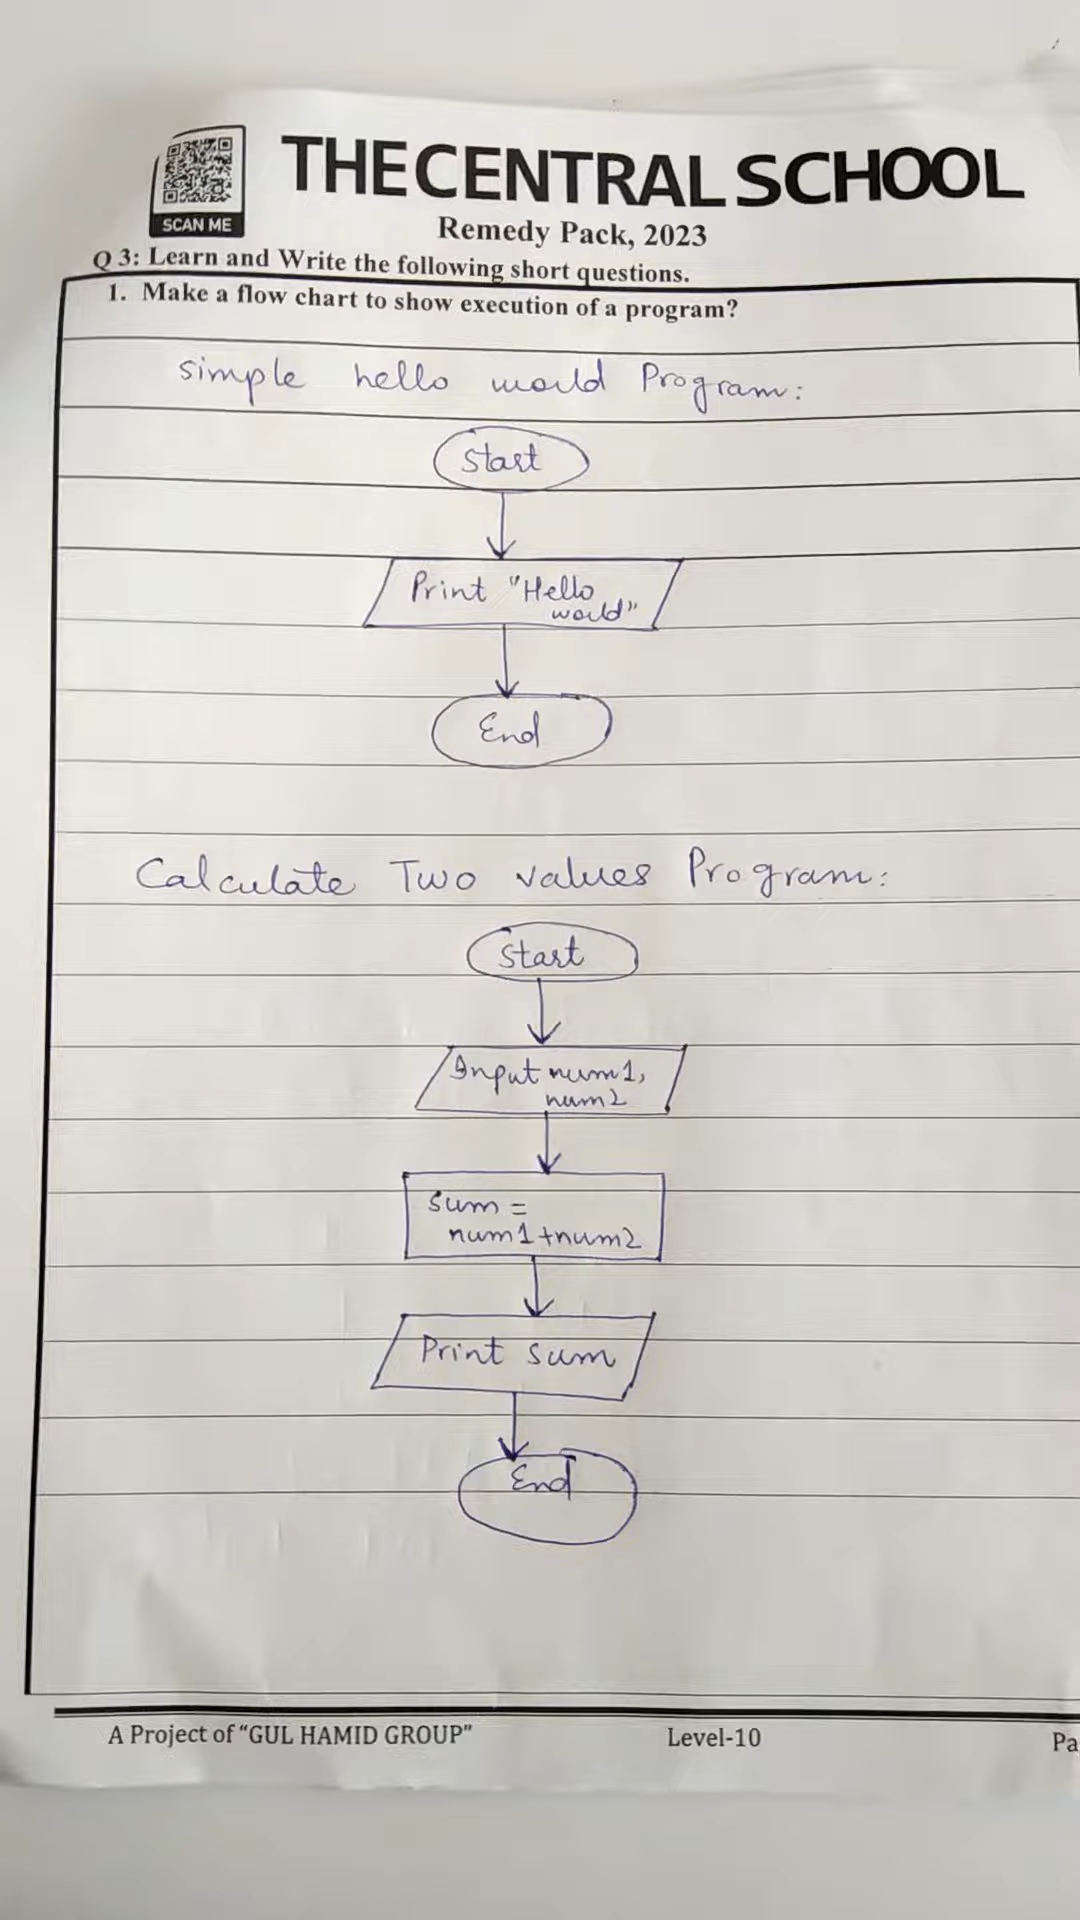 SCAN ME
THE CENTRAL SCHOOL
Remedy Pack, 2023
Q 3: Learn and Write the following short questions.
1. Make a flow chart to show execution of a program?
Simple hello world Program:
Start
Print "Hello
world"
End
Calculate Two values Program:
Start
Input num1,
num2
sum =
num1+num2
Print sum
End
A Project of "GUL HAMID GROUP" Level-10 Pa